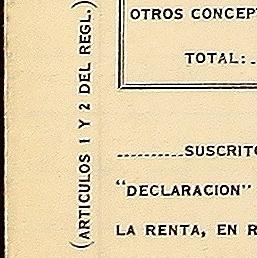 OTROS CONCEPT
TOTAL:
(ARTICULOS 1 Y 2 DEL REGL.)
SUSCRITO
"DECLARACION"
LA RENTA, EN R